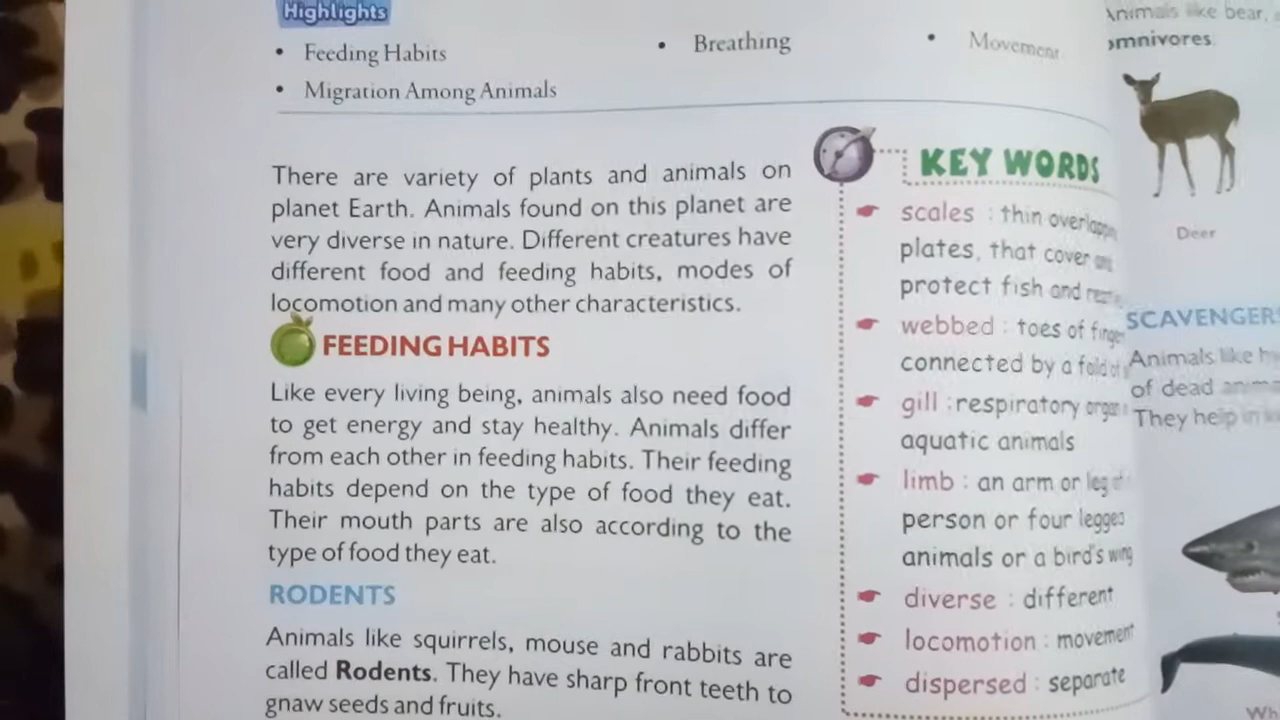 Highlights
• Feeding Habits
• Breathing
• Movement
• Migration Among Animals
There are variety of plants and animals on
planet Earth. Animals found on this planet are
very diverse in nature. Different creatures have
different food and feeding habits, modes of
locomotion and many other characteristics.
FEEDING HABITS
Like every living being, animals also need food
to get energy and stay healthy. Animals differ
from each other in feeding habits. Their feeding
habits depend on the type of food they eat.
Their mouth parts are also according to the
type of food they eat.
RODENTS
Animals like squirrels, mouse and rabbits are
called Rodents. They have sharp front teeth to
gnaw seeds and fruits.
KEY WORDS
scales : thin
plates, that cover
protect fish and
webbed : toes of
connected by a
gill : respiratory
aquatic animals
limb : an arm or leg
person or four
animals or a bird's wing
diverse : different
locomotion : movement
dispersed : separate
Animals like bear,
omnivores.
Deer
Animals like
of dead
They help in